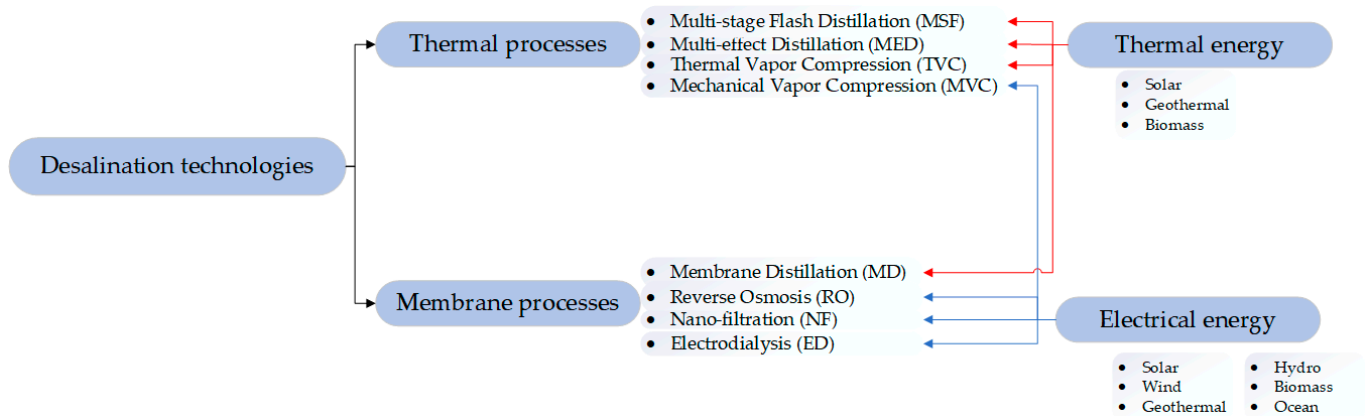 Desalination technologies
Thermal processes
• Multi-stage Flash Distillation (MSF)
• Multi-effect Distillation (MED)
• Thermal Vapor Compression (TVC)
• Mechanical Vapor Compression (MVC)
Thermal energy
• Solar
• Geothermal
• Biomass
Membrane processes
• Membrane Distillation (MD)
• Reverse Osmosis (RO)
• Nano-filtration (NF)
• Electrodialysis (ED)
Electrical energy
• Solar
• Wind
• Geothermal
• Hydro
• Biomass
• Ocean